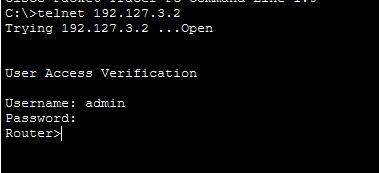 C:\>telnet 192.127.3.2
Trying 192.127.3.2 ...Open
User Access Verification
Username: admin
Password:
Router>